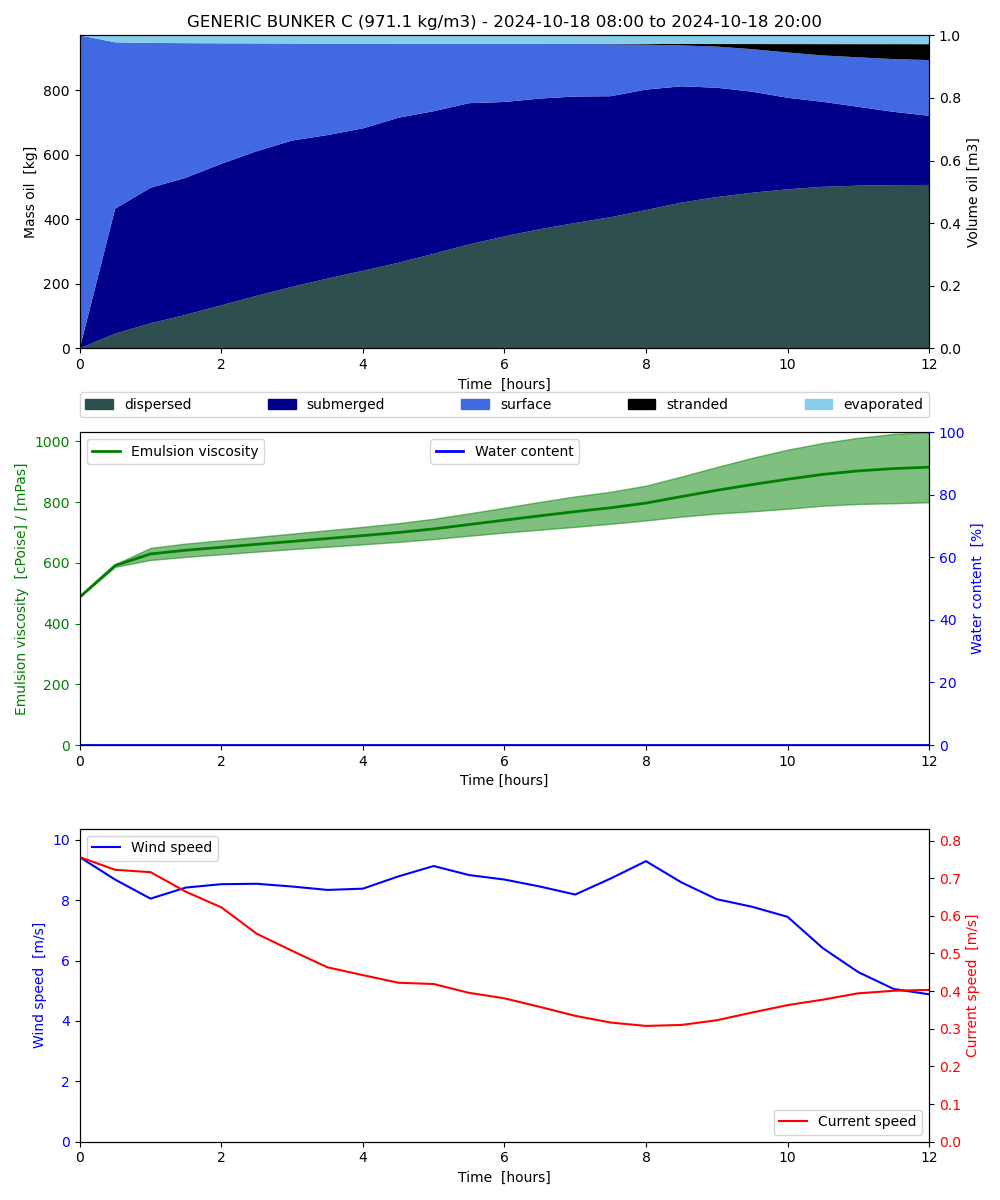 GENERIC BUNKER C (971.1 kg/m3) - 2024-10-18 08:00 to 2024-10-18 20:00
Mass oil [kg]
800
600
400
200
0
1.0
0.8
0.6
0.4
0.2
0.0
Volume oil [m3]
0 2 4 6 8 10 12
Time [hours]
dispersed submerged surface stranded evaporated
Emulsion viscosity [cPoise] / [mPas]
1000
800
600
400
200
0
Emulsion viscosity
Water content
100
80
60
40
20
0
Water content [%]
0 2 4 6 8 10 12
Time [hours]
Wind speed [m/s]
10
8
6
4
2
0
Wind speed
Current speed
0.8
0.7
0.6
0.5
0.4
0.3
0.2
0.1
0.0
Current speed [m/s]
0 2 4 6 8 10 12
Time [hours]